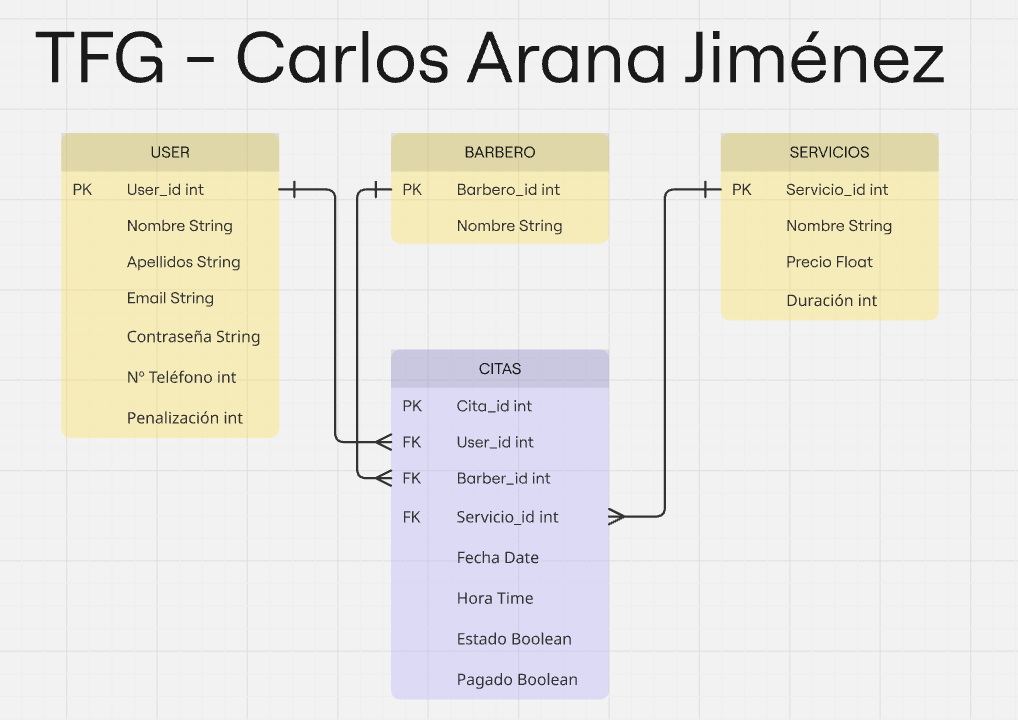 TFG - Carlos Arana Jiménez
USER
PK User_id int
Nombre String
Apellidos String
Email String
Contraseña String
Nº Teléfono int
Penalización int
BARBERO
PK Barbero_id int
Nombre String
SERVICIOS
PK Servicio_id int
Nombre String
Precio Float
Duración int
CITAS
PK Cita_id int
FK User_id int
FK Barber_id int
FK Servicio_id int
Fecha Date
Hora Time
Estado Boolean
Pagado Boolean